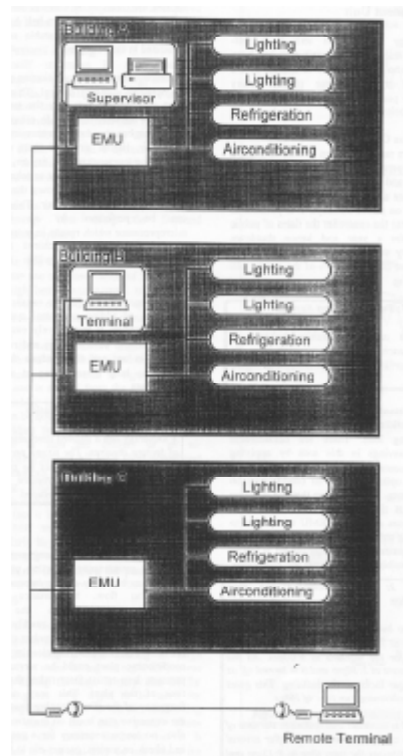 Building A
Supervisor
EMU
Lighting
Lighting
Refrigeration
Airconditioning
Building B
Terminal
EMU
Lighting
Lighting
Refrigeration
Airconditioning
Building C
EMU
Lighting
Lighting
Refrigeration
Airconditioning
Remote Terminal